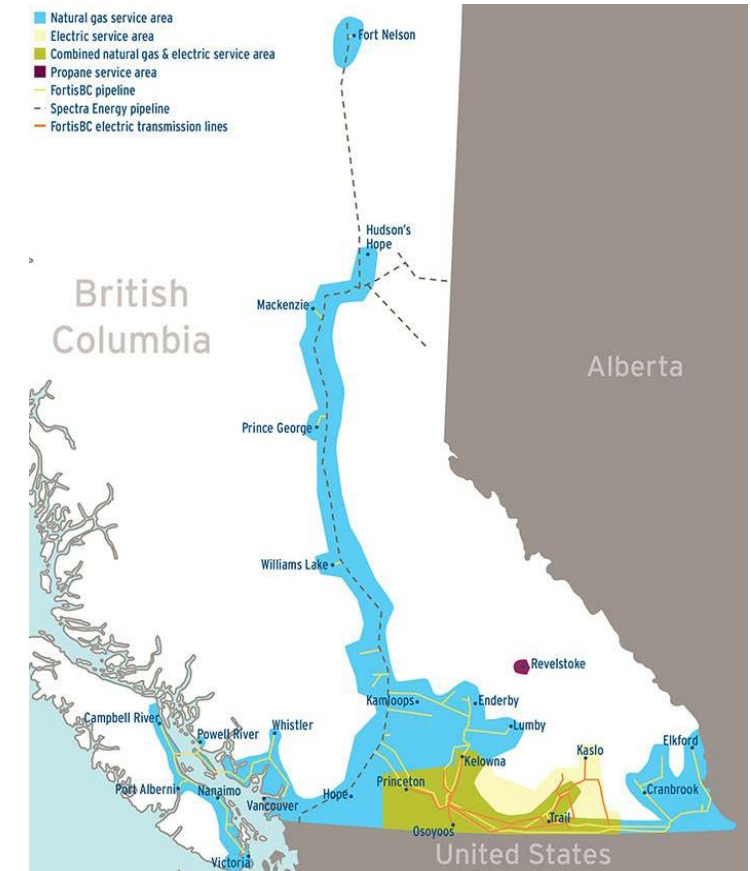 Natural gas service area
Electric service area
Combined natural gas & electric service area
Propane service area
FortisBC pipeline
Spectra Energy pipeline
FortisBC electric transmission lines
Fort Nelson
Hudson's
Hope
British
Columbia
Mackenzie
Alberta
Prince George
Williams Lake
Revelstoke
Kamloops
Enderby
Campbell River
Powell River
Whistler
Lumby
Elkford
Kaslo
Kelowna
Port Alberni
Nanaimo
Vancouver
Hope
Princeton
Cranbrook
Trail
Osoyoos
United States
Victoria